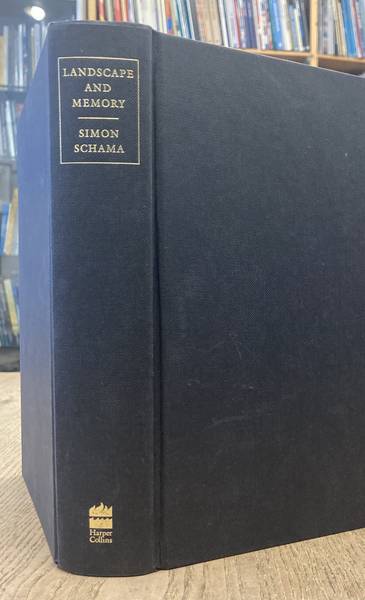 LANDSCAPE
AND
MEMORY
SIMON
SCHAMA
Harper
Collins